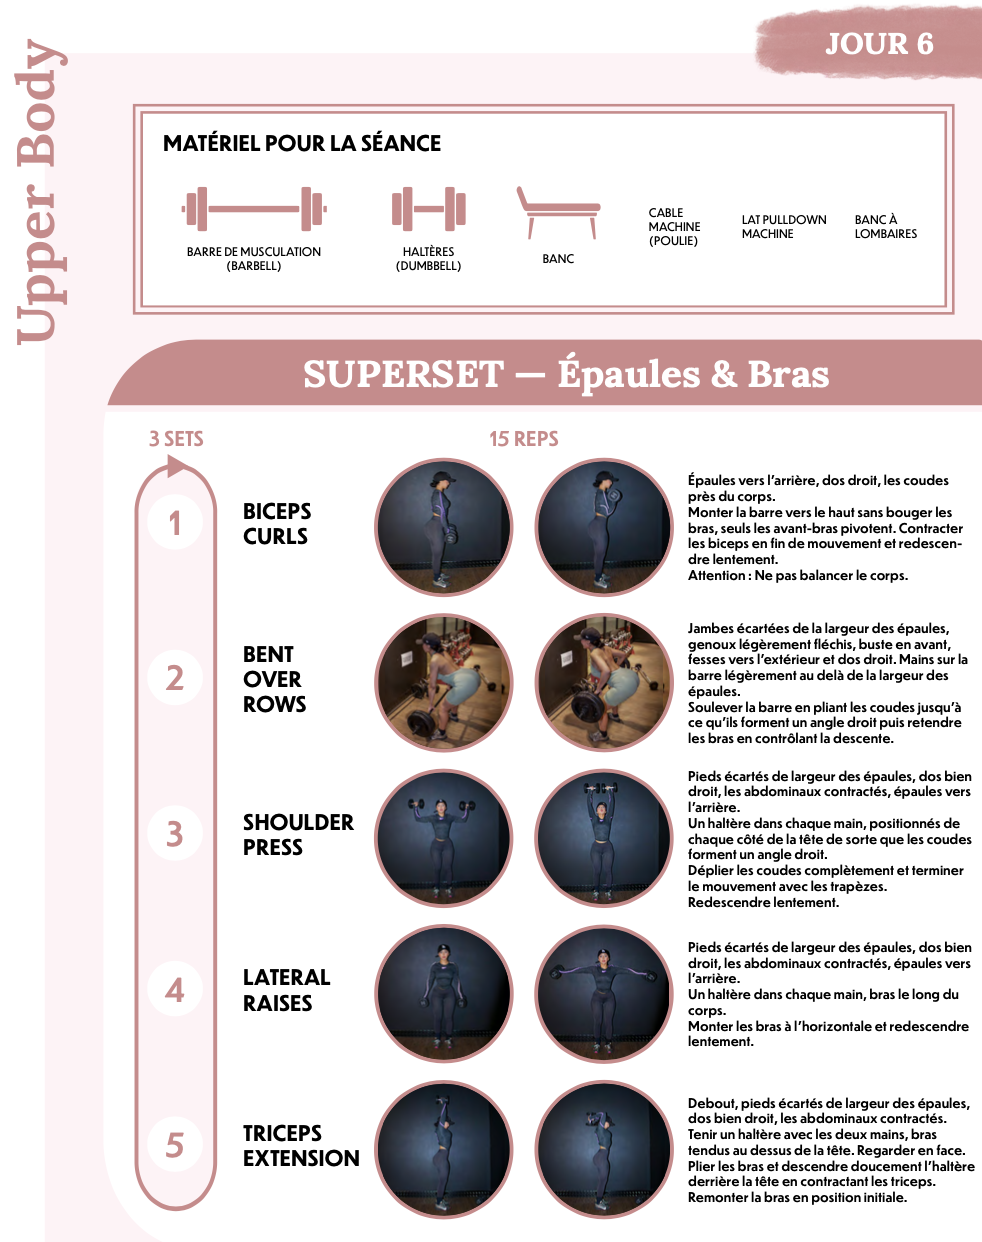 JOUR 6
Upper Body
MATÉRIEL POUR LA SÉANCE
BARRE DE MUSCULATION
(BARBELL)
HALTÈRES
(DUMBBELL)
BANC
CABLE
MACHINE
(POULIE)
LAT PULLDOWN
MACHINE
BANC À
LOMBAIRES
SUPERSET — Épaules & Bras
3 SETS
15 REPS
1
BICEPS
CURLS
Épaules vers l'arrière, dos droit, les coudes
près du corps.
Monter la barre vers le haut sans bouger les
bras, seuls les avant-bras pivotent. Contracter
les biceps en fin de mouvement et redescen-
dre lentement.
Attention : Ne pas balancer le corps.
2
BENT
OVER
ROWS
Jambes écartées de la largeur des épaules,
genoux légèrement fléchis, buste en avant,
fesses vers l'extérieur et dos droit. Mains sur la
barre légèrement au delà de la largeur des
épaules.
Soulever la barre en pliant les coudes jusqu'à
ce qu'ils forment un angle droit puis retendre
les bras en contrôlant la descente.
3
SHOULDER
PRESS
Pieds écartés de largeur des épaules, dos bien
droit, les abdominaux contractés, épaules vers
l'arrière.
Un haltère dans chaque main, positionnés de
chaque côté de la tête de sorte que les coudes
forment un angle droit.
Déplier les coudes complètement et terminer
le mouvement avec les trapèzes.
Redescendre lentement.
4
LATERAL
RAISES
Pieds écartés de largeur des épaules, dos bien
droit, les abdominaux contractés, épaules vers
l'arrière.
Un haltère dans chaque main, bras le long du
corps.
Monter les bras à l'horizontale et redescendre
lentement.
5
TRICEPS
EXTENSION
Debout, pieds écartés de largeur des épaules,
dos bien droit, les abdominaux contractés.
Tenir un haltère avec les deux mains, bras
tendus au dessus de la tête. Regarder en face.
Plier les bras et descendre doucement l'haltère
derrière la tête en contractant les triceps.
Remonter la bras en position initiale.